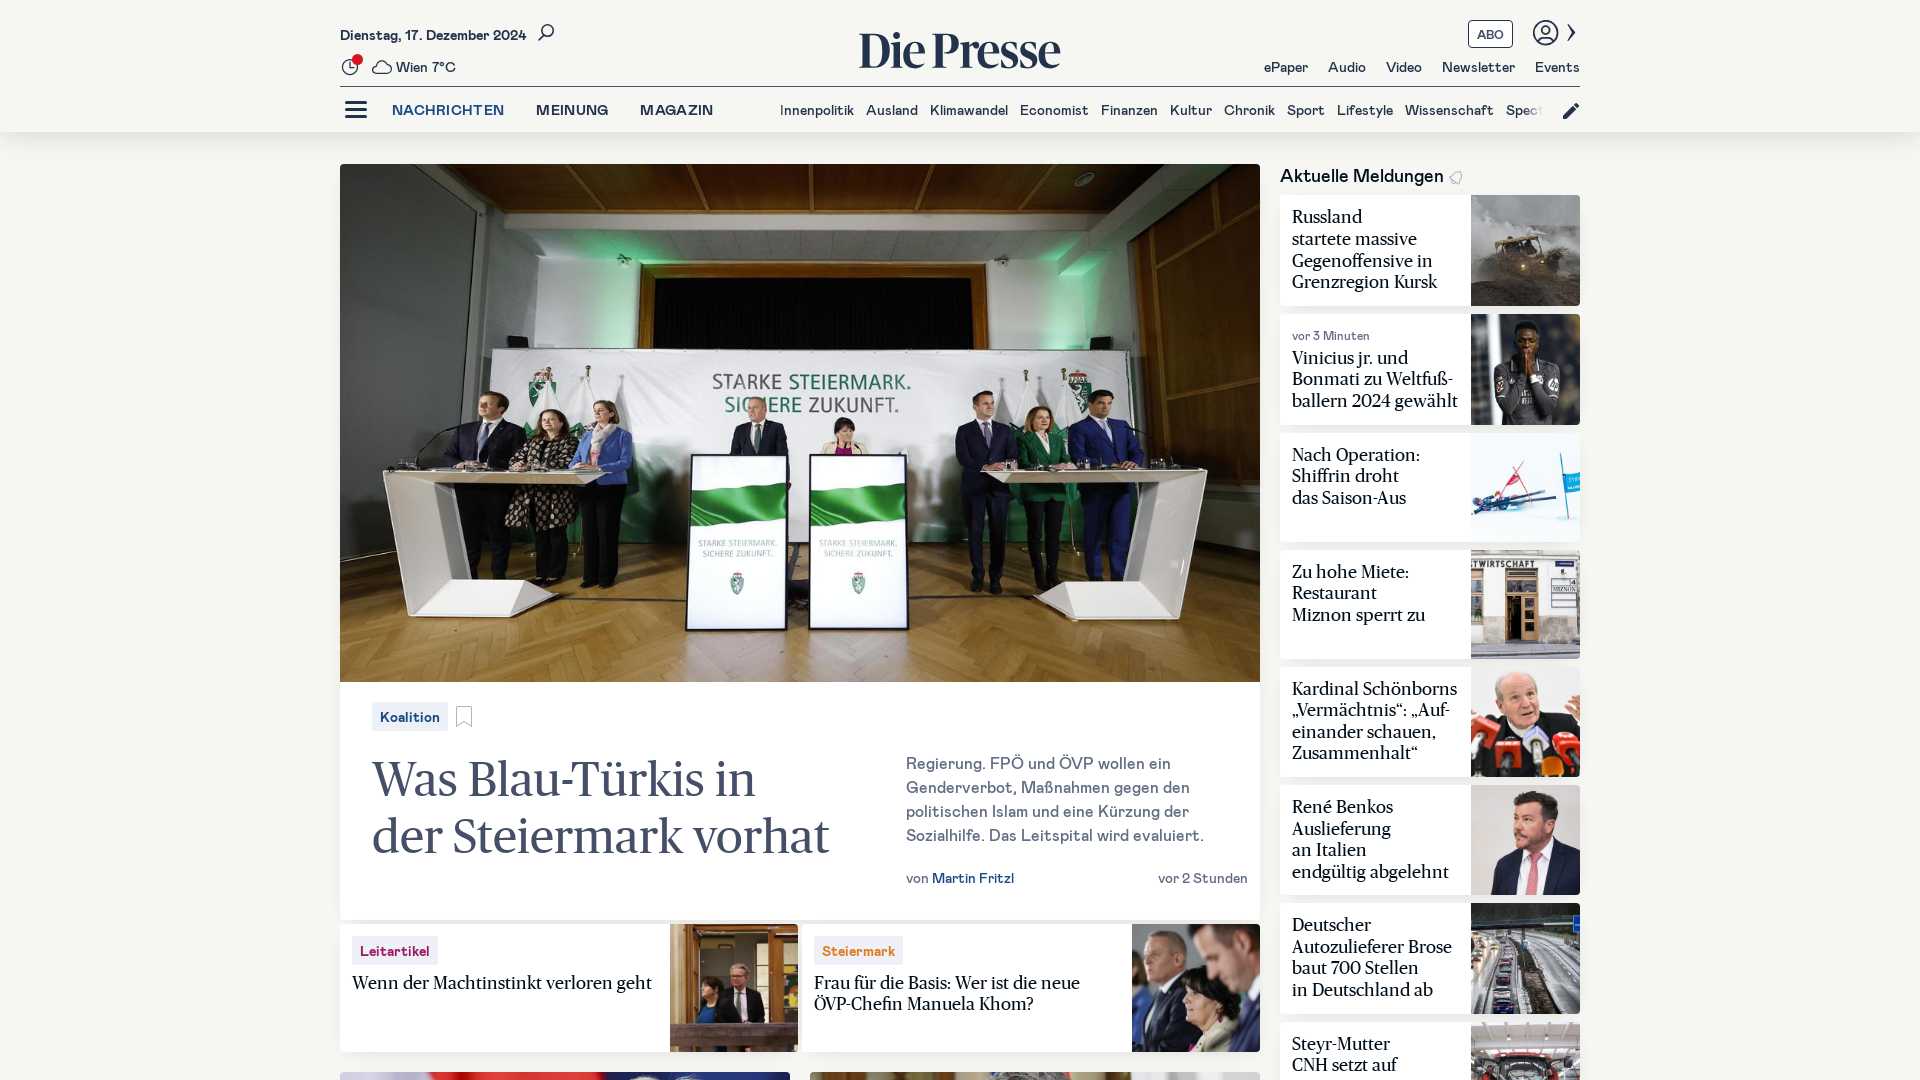 Dienstag, 17. Dezember 2024
Wien 7°C
Die Presse
ABO
ePaper Audio Video Newsletter Events
NACHRICHTEN MEINUNG MAGAZIN
Innenpolitik Ausland Klimawandel Economist Finanzen Kultur Chronik Sport Lifestyle Wissenschaft Spect
STARKE STEIERMARK.
SICHERE ZUKUNFT.
STARKE STEIERMARK.
SICHERE ZUKUNFT.
STARKE STEIERMARK.
SICHERE ZUKUNFT.
Koalition
Was Blau-Türkis in
der Steiermark vorhat
Regierung. FPÖ und ÖVP wollen ein
Genderverbot, Maßnahmen gegen den
politischen Islam und eine Kürzung der
Sozialhilfe. Das Leitspital wird evaluiert.
von Martin Fritzl
vor 2 Stunden
Leitartikel
Wenn der Machtinstinkt verloren geht
Steiermark
Frau für die Basis: Wer ist die neue
ÖVP-Chefin Manuela Khom?
Aktuelle Meldungen
Russland
startete massive
Gegenoffensive in
Grenzregion Kursk
vor 3 Minuten
Vinicius jr. und
Bonmati zu Weltfuß-
ballern 2024 gewählt
Nach Operation:
Shiffrin droht
das Saison-Aus
Zu hohe Miete:
Restaurant
Miznon sperrt zu
STWIRTSCHAFT
MIZNON
Kardinal Schönborns
„Vermächtnis“: „Auf-
einander schauen,
Zusammenhalt“
René Benkos
Auslieferung
an Italien
endgültig abgelehnt
Deutscher
Autozulieferer Brose
baut 700 Stellen
in Deutschland ab
Steyr-Mutter
CNH setzt auf